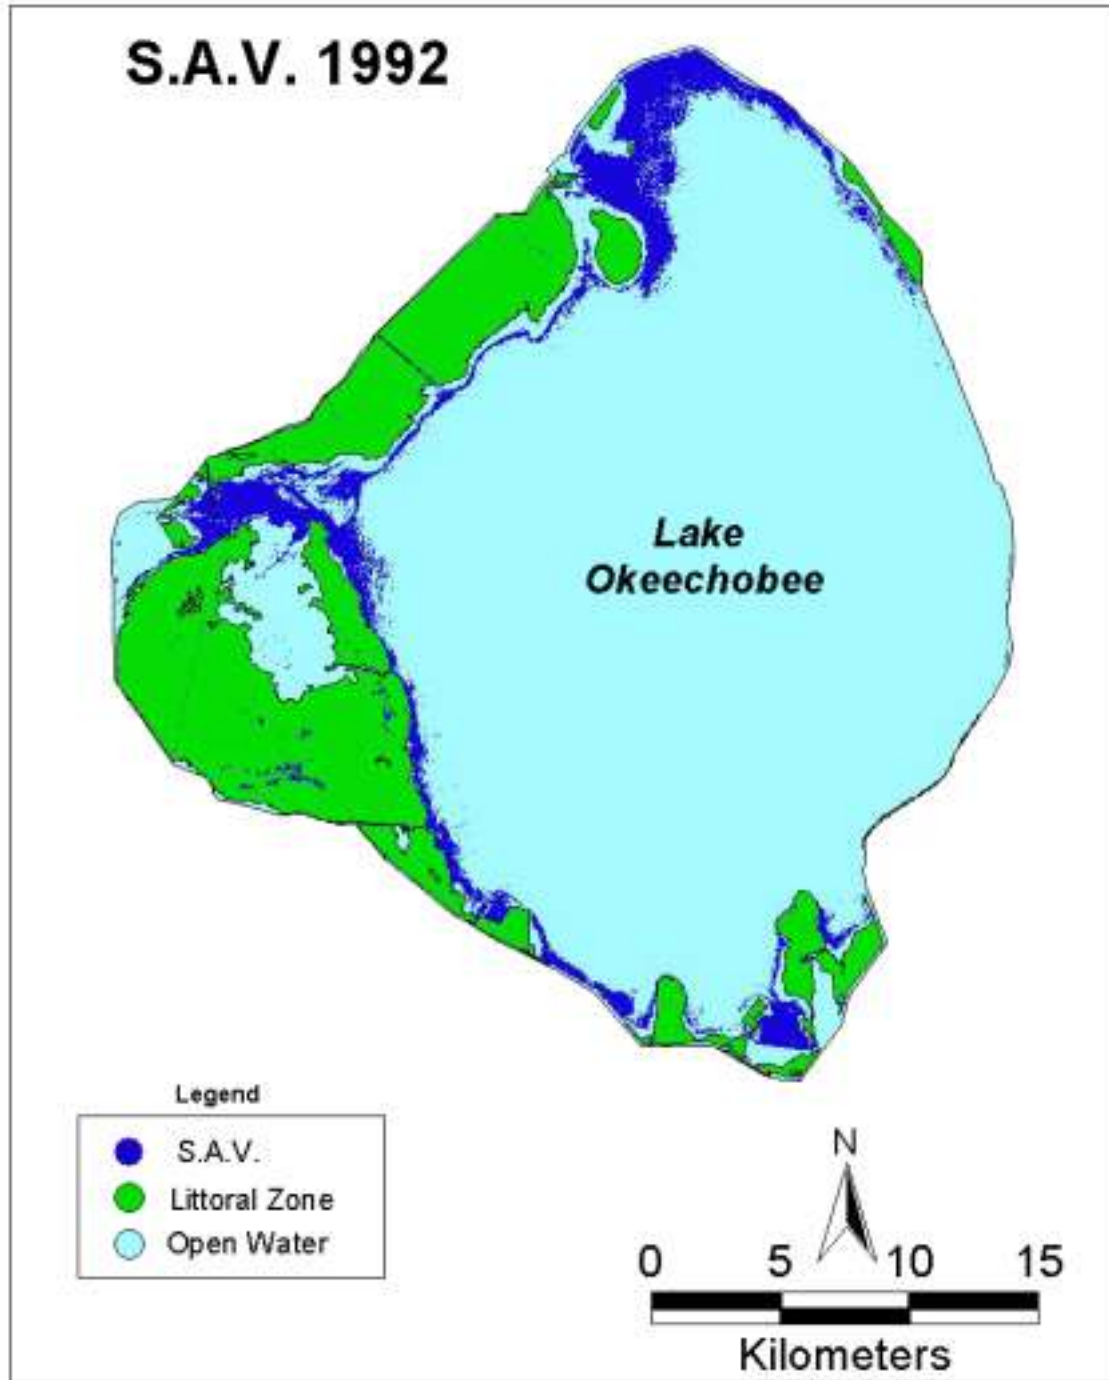 S.A.V. 1992
Lake
Okeechobee
Legend
S.A.V.
Littoral Zone
Open Water
N
0 5 10 15
Kilometers